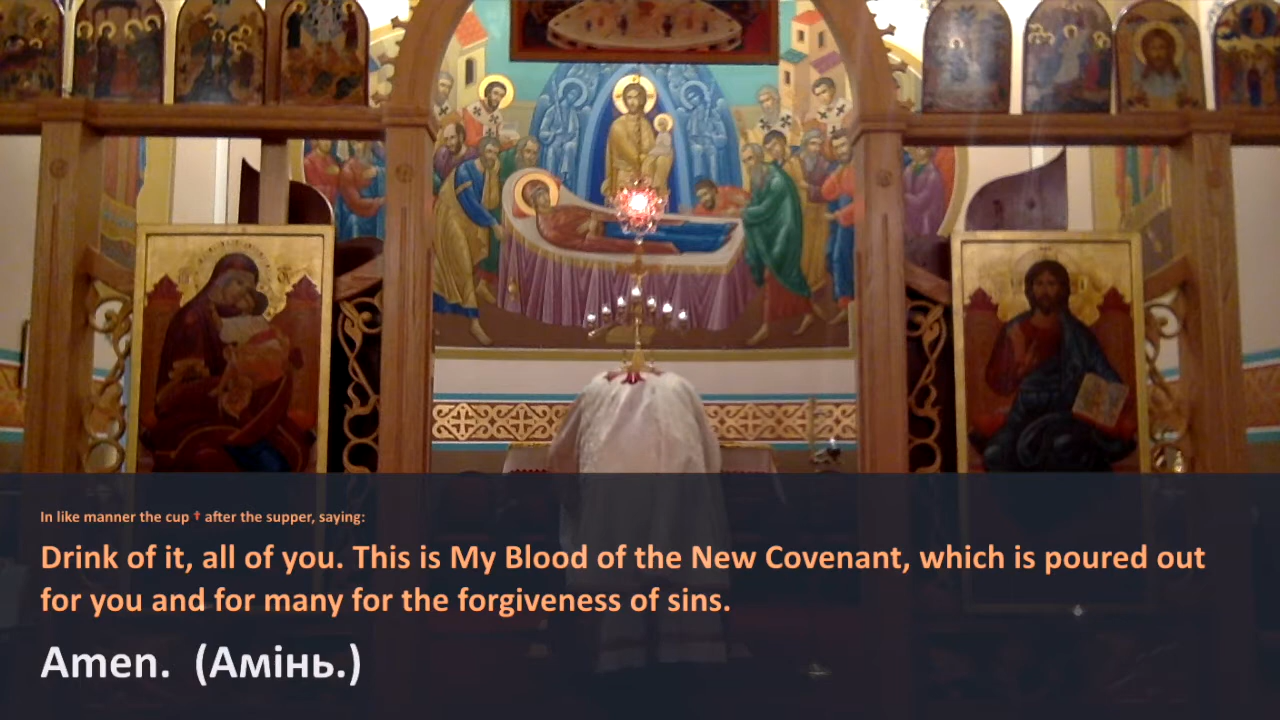 In like manner the cup ☦ after the supper, saying:
Drink of it, all of you. This is My Blood of the New Covenant, which is poured out
for you and for many for the forgiveness of sins.
Amen. (Амінь.)